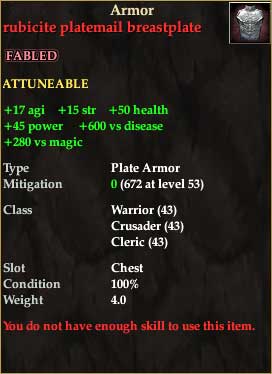 Armor
rubicite platemail breastplate
FABLED
ATTUNEABLE
+17 agi +15 str +50 health
+45 power +600 vs disease
+280 vs magic
Type Plate Armor
Mitigation 0 (672 at level 53)
Class Warrior (43)
Crusader (43)
Cleric (43)
Slot Chest
Condition 100%
Weight 4.0
You do not have enough skill to use this item.